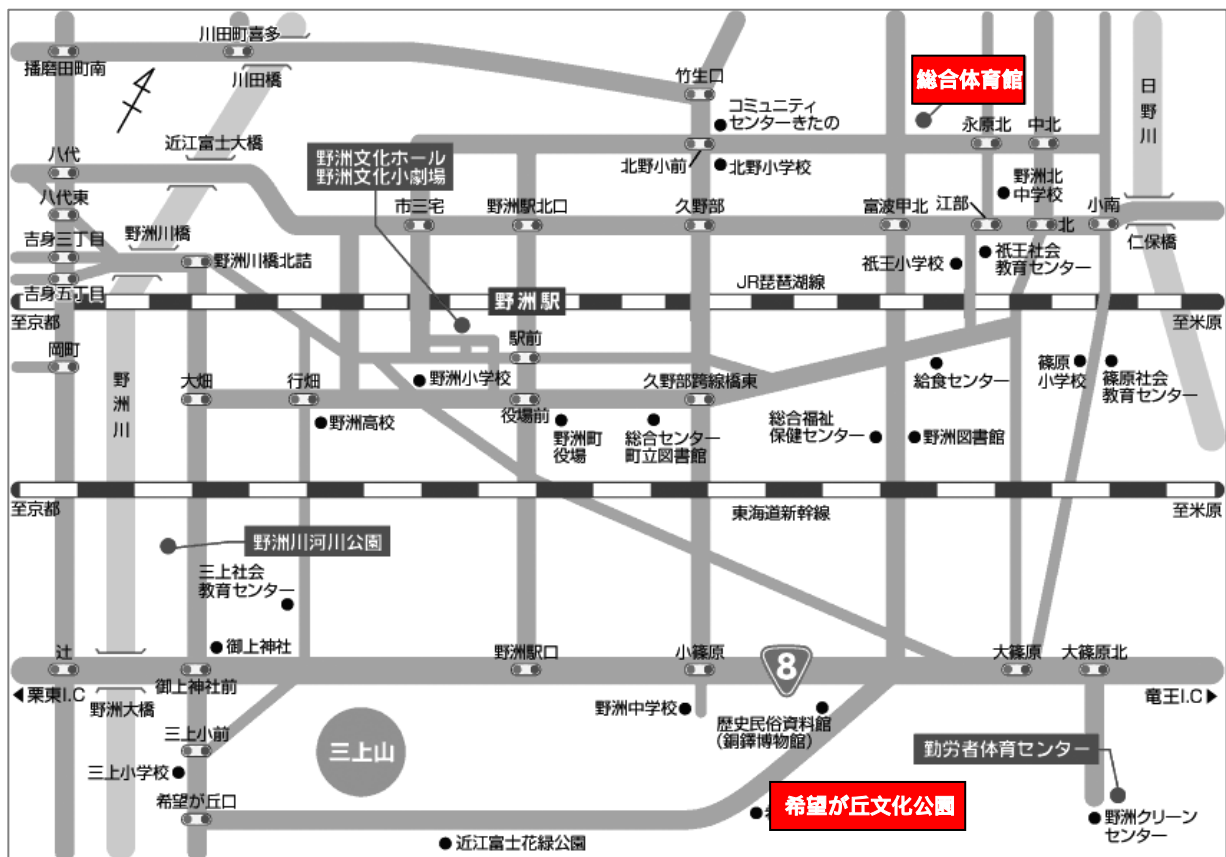 川田町喜多
播磨田町南
川田橋
竹生口
総合体育館
日野川
コミュニティ
センターきたの
永原北
中北
近江富士大橋
八代
野洲文化ホール
野洲文化小劇場
北野小前
北野小学校
野洲北
中学校
八代東
市三宅
野洲駅北口
久野部
富波甲北
江部
北
小南
吉身三丁目
野洲川橋
野洲川橋北詰
仁保橋
祇王小学校
祇王社会
教育センター
吉身五丁目
JR琵琶湖線
野洲駅
至京都
至米原
岡町
駅前
野洲川
大畑
行畑
野洲小学校
久野部跨線橋東
給食センター
篠原
小学校
篠原社会
教育センター
野洲高校
役場前
野洲町
役場
総合センター
町立図書館
総合福祉
保健センター
野洲図書館
至京都
東海道新幹線
至米原
野洲川河川公園
三上社会
教育センター
御上神社
辻
野洲駅口
小篠原
8
大篠原
大篠原北
栗東I.C
野洲大橋
御上神社前
竜王I.C
野洲中学校
歴史民俗資料館
(銅鐸博物館)
三上小前
三上山
勤労者体育センター
三上小学校
希望が丘口
希望が丘文化公園
近江富士花緑公園
野洲クリーン
センター